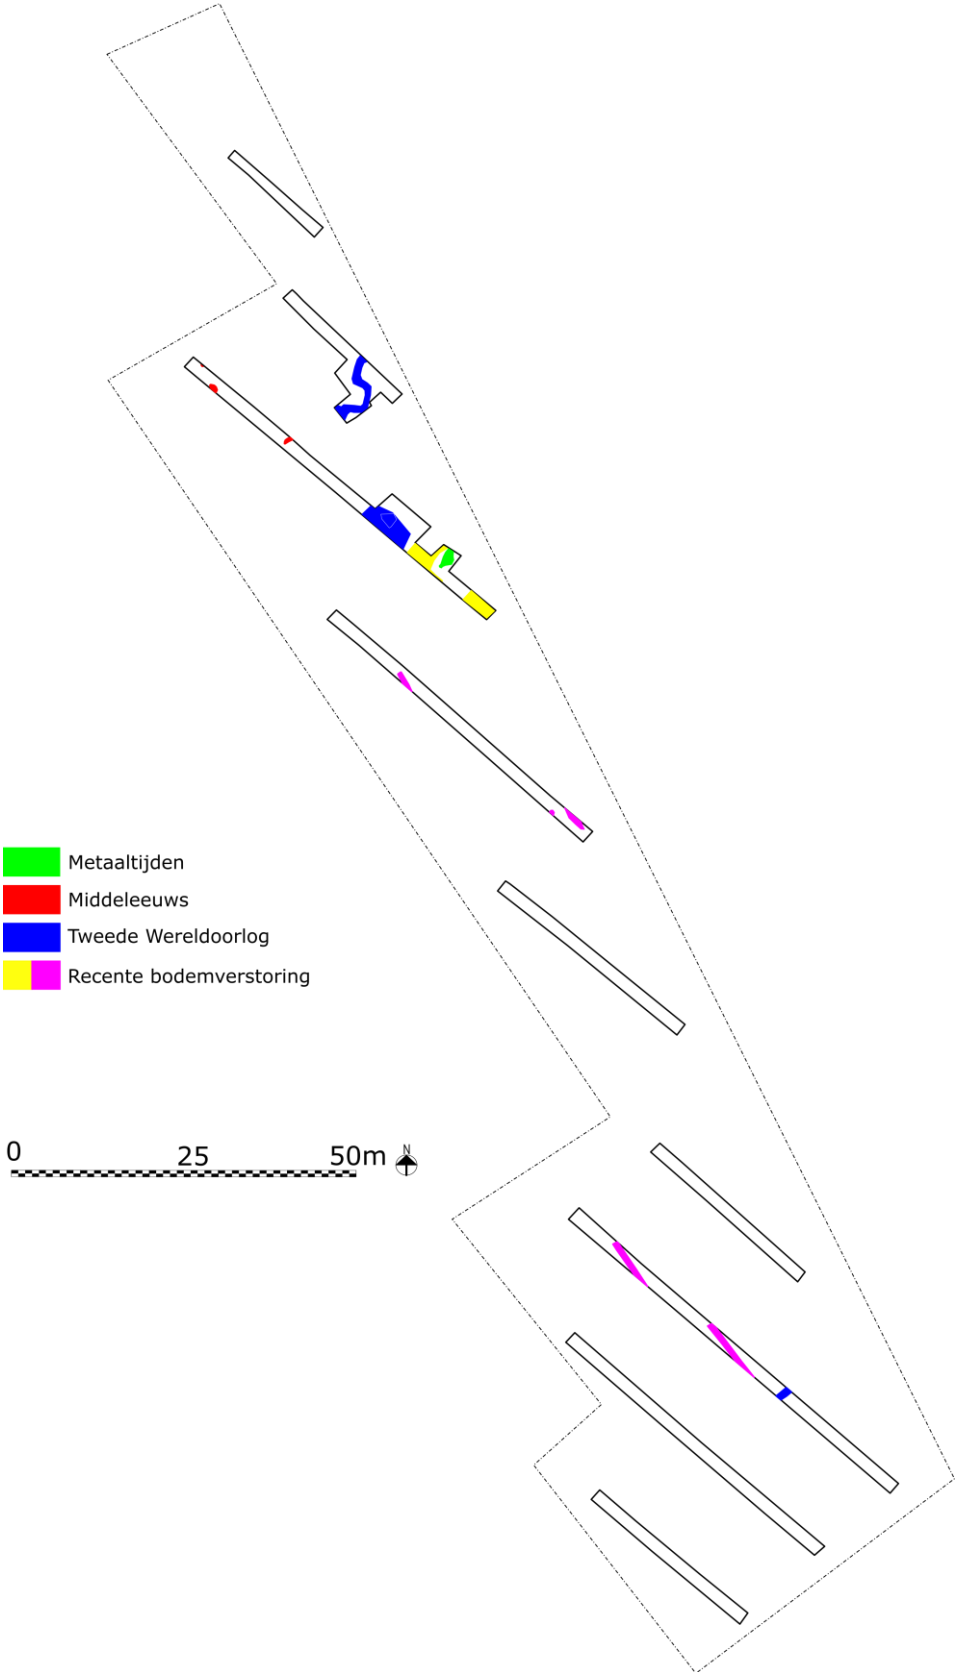 Metaaltijden
Middeleeuws
Tweede Wereldoorlog
Recente bodemverstoring
0 25 50m N